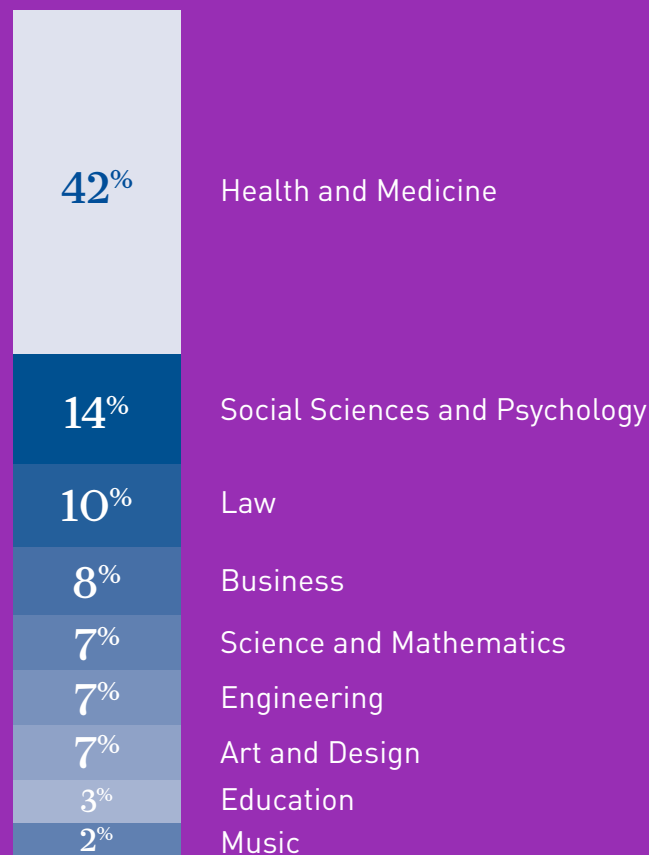 42% Health and Medicine
14% Social Sciences and Psychology
10% Law
8% Business
7% Science and Mathematics
7% Engineering
7% Art and Design
3% Education
2% Music